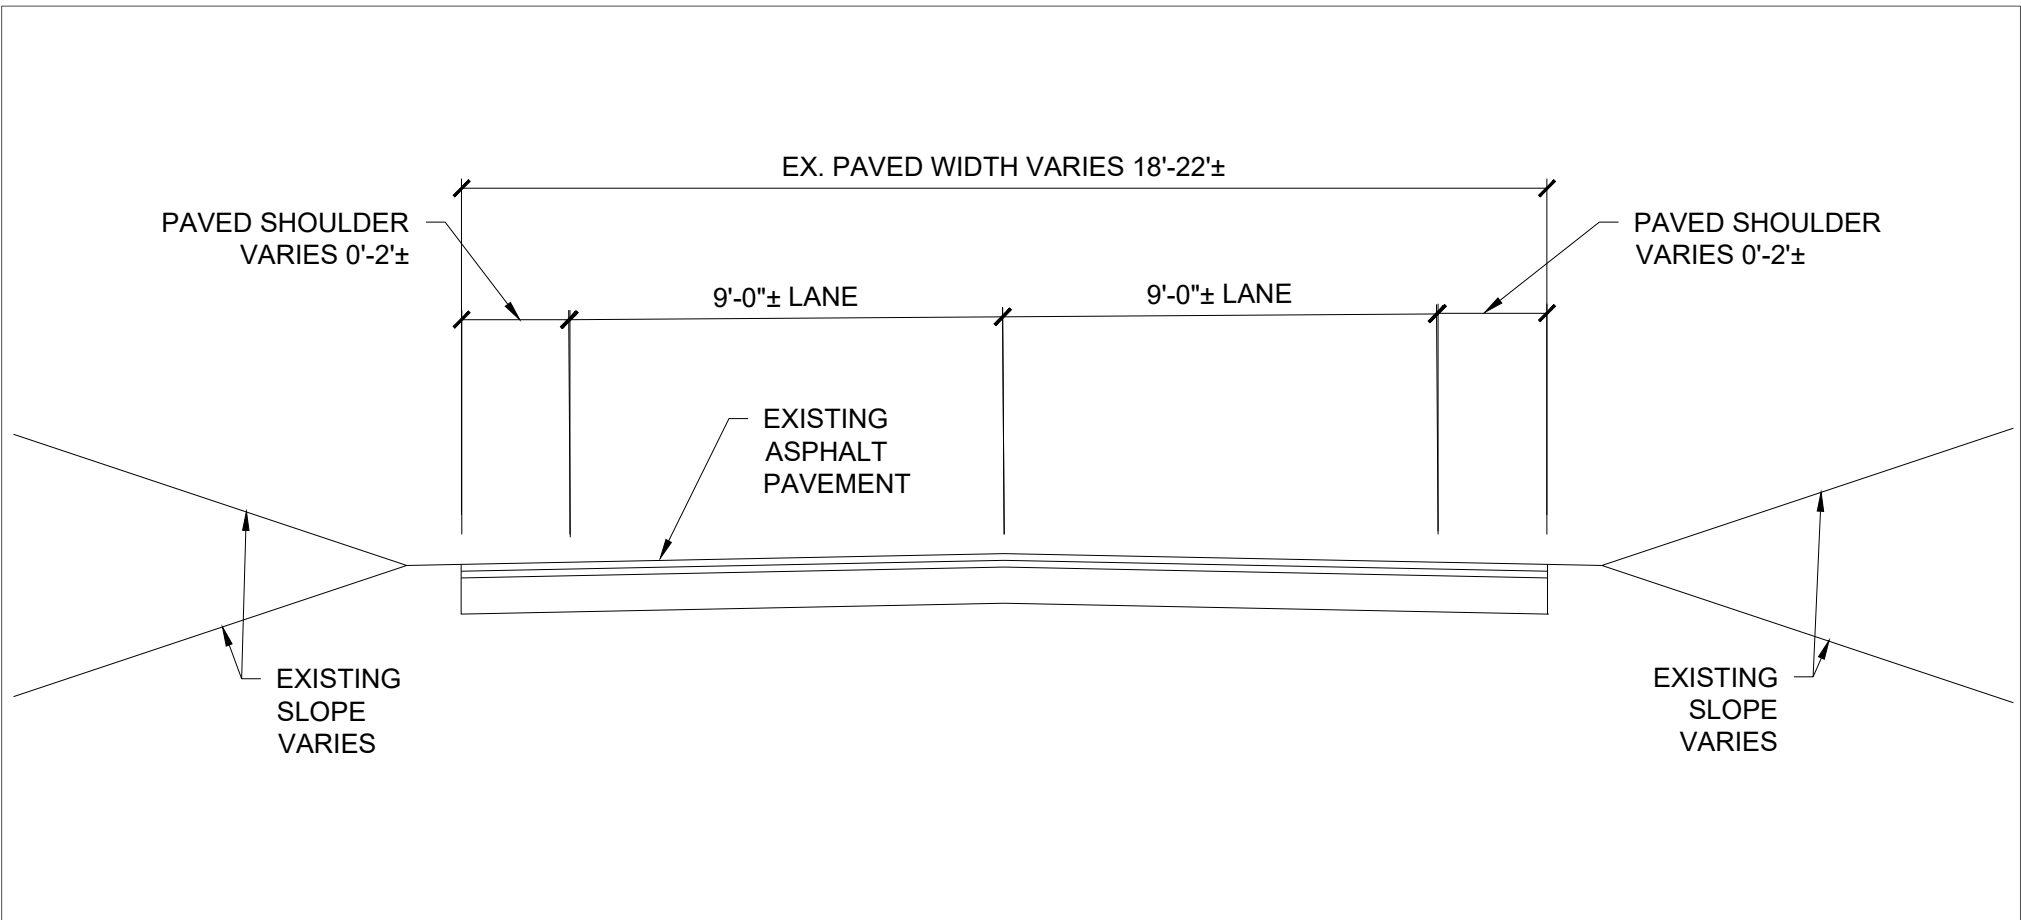 EX. PAVED WIDTH VARIES 18'-22'±
PAVED SHOULDER
VARIES 0'-2'±
PAVED SHOULDER
VARIES 0'-2'±
9'-0"± LANE
9'-0"± LANE
EXISTING
ASPHALT
PAVEMENT
EXISTING
SLOPE
VARIES
EXISTING
SLOPE
VARIES